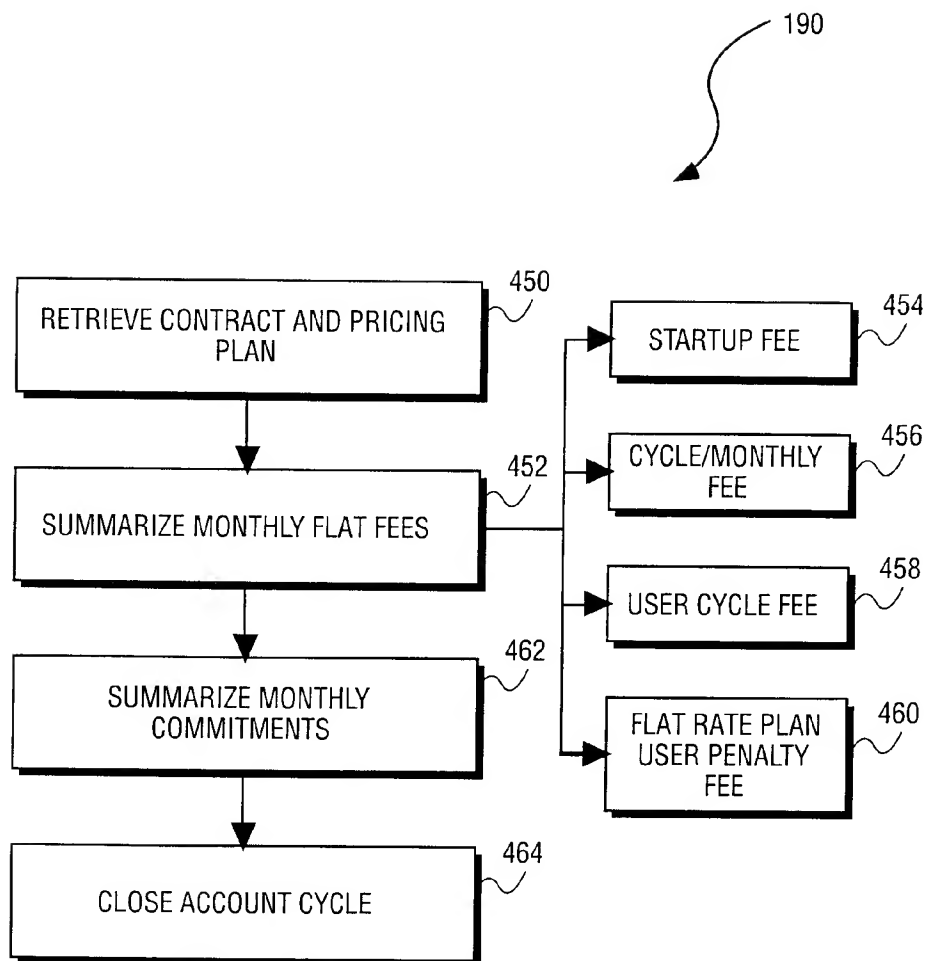 190
450
RETRIEVE CONTRACT AND PRICING
PLAN
452
SUMMARIZE MONTHLY FLAT FEES
462
SUMMARIZE MONTHLY
COMMITMENTS
464
CLOSE ACCOUNT CYCLE
454
STARTUP FEE
456
CYCLE/MONTHLY
FEE
458
USER CYCLE FEE
460
FLAT RATE PLAN
USER PENALTY
FEE